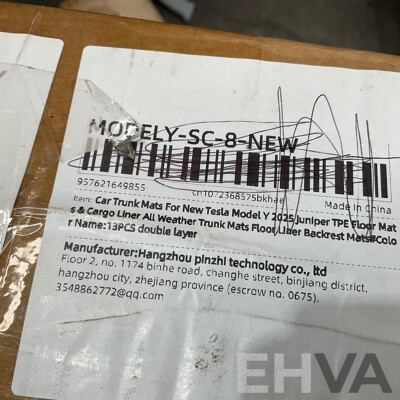 MODELY-SC-8-NEW
957621649855 cn1072368575bkhae Made in China
Item: Car Trunk Mats For New Tesla Model Y 2025 Juniper TPE Floor Mat
s & Cargo Liner All Weather Trunk Mats Floor Liner Backrest Mats#Colo
r Name:13PCS double layer
Manufacturer:Hangzhou pinzhi technology co., ltd
Floor 2, no. 1174 binhe road, changhe street, binjiang district,
hangzhou city, zhejiang province (escrow no. 0675),
3548862772@qq.com
EHVA